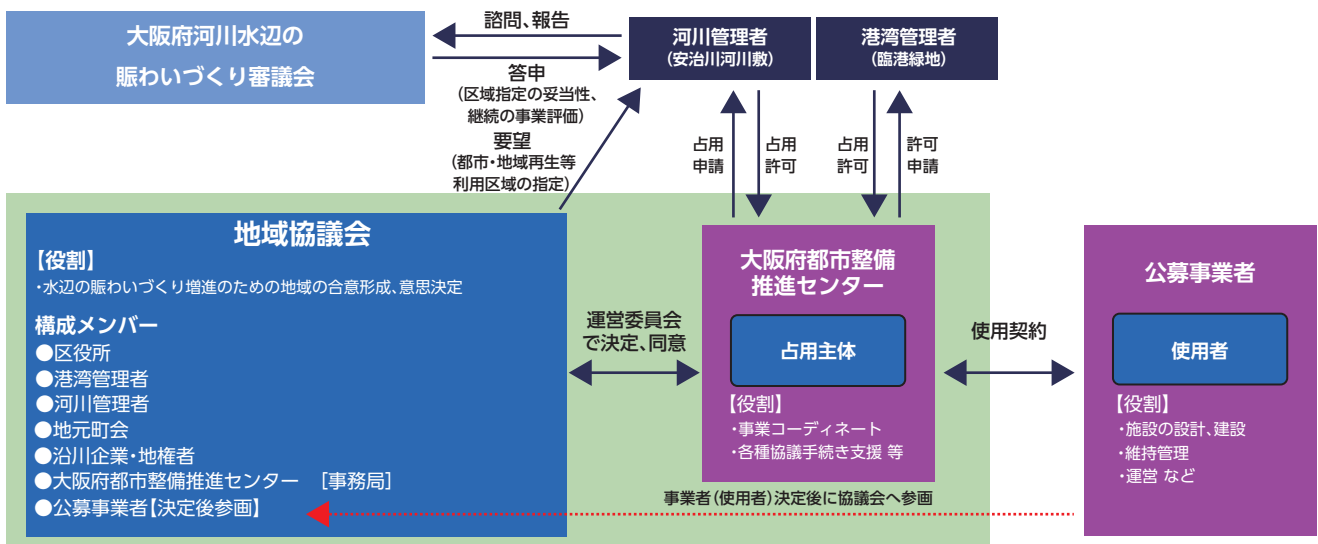 大阪府河川水辺の
賑わいづくり審議会
諮問、報告
答申
(区域指定の妥当性、
継続の事業評価)
要望
(都市・地域再生等
利用区域の指定)
河川管理者
(安治川河川敷)
港湾管理者
(臨港緑地)
占用
申請
占用
許可
占用
許可
許可
申請
地域協議会
【役割】
・水辺の賑わいづくり増進のための地域の合意形成、意思決定
構成メンバー
●区役所
●港湾管理者
●河川管理者
●地元町会
●沿川企業・地権者
●大阪府都市整備推進センター [事務局]
●公募事業者【決定後参画】
運営委員会
で決定、同意
大阪府都市整備
推進センター
占用主体
【役割】
・事業コーディネート
・各種協議手続き支援 等
使用契約
公募事業者
使用者
【役割】
・施設の設計、建設
・維持管理
・運営 など
事業者(使用者)決定後に協議会へ参画